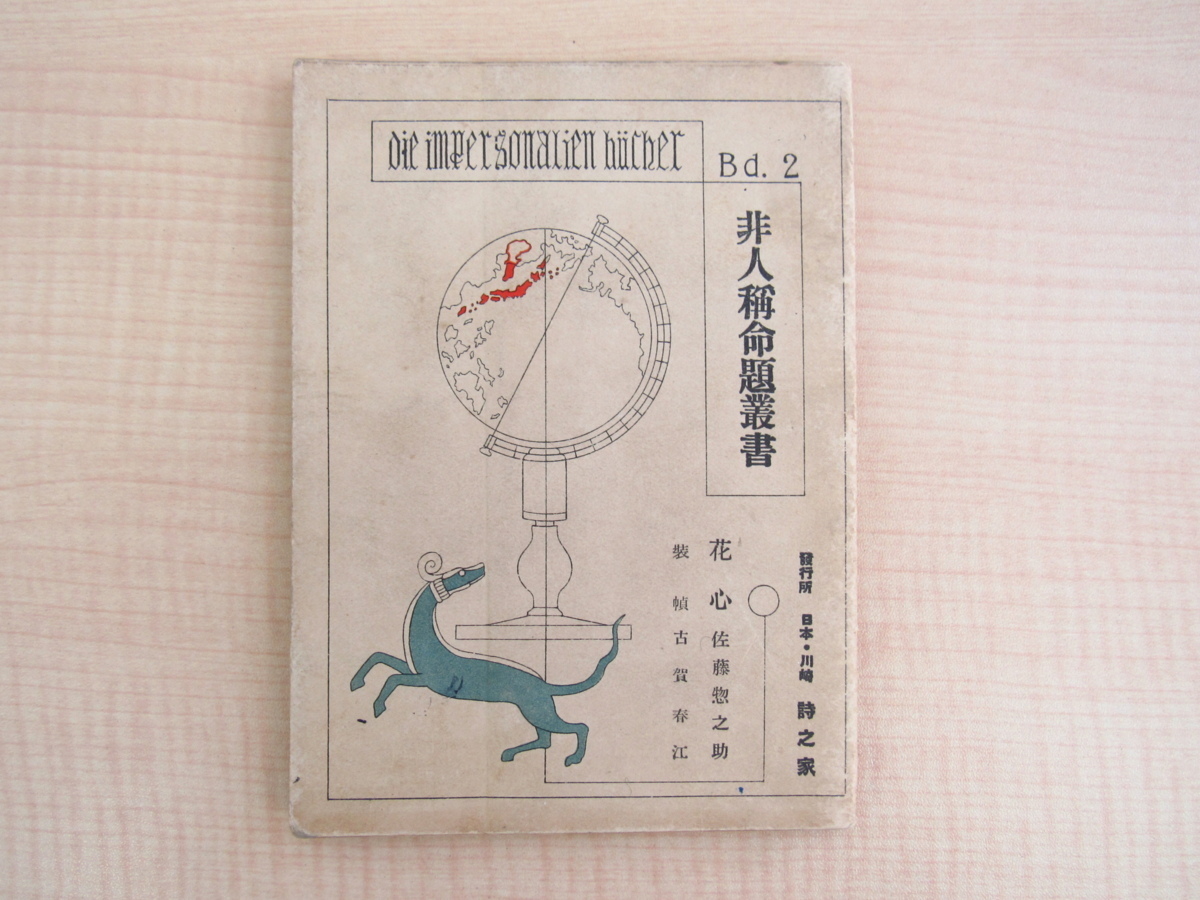 die impersonalien bücher
Bd. 2
非人稱命題叢書
發行所 日本・川崎 詩之家
花心 佐藤惣之助
裝幀 古賀春江